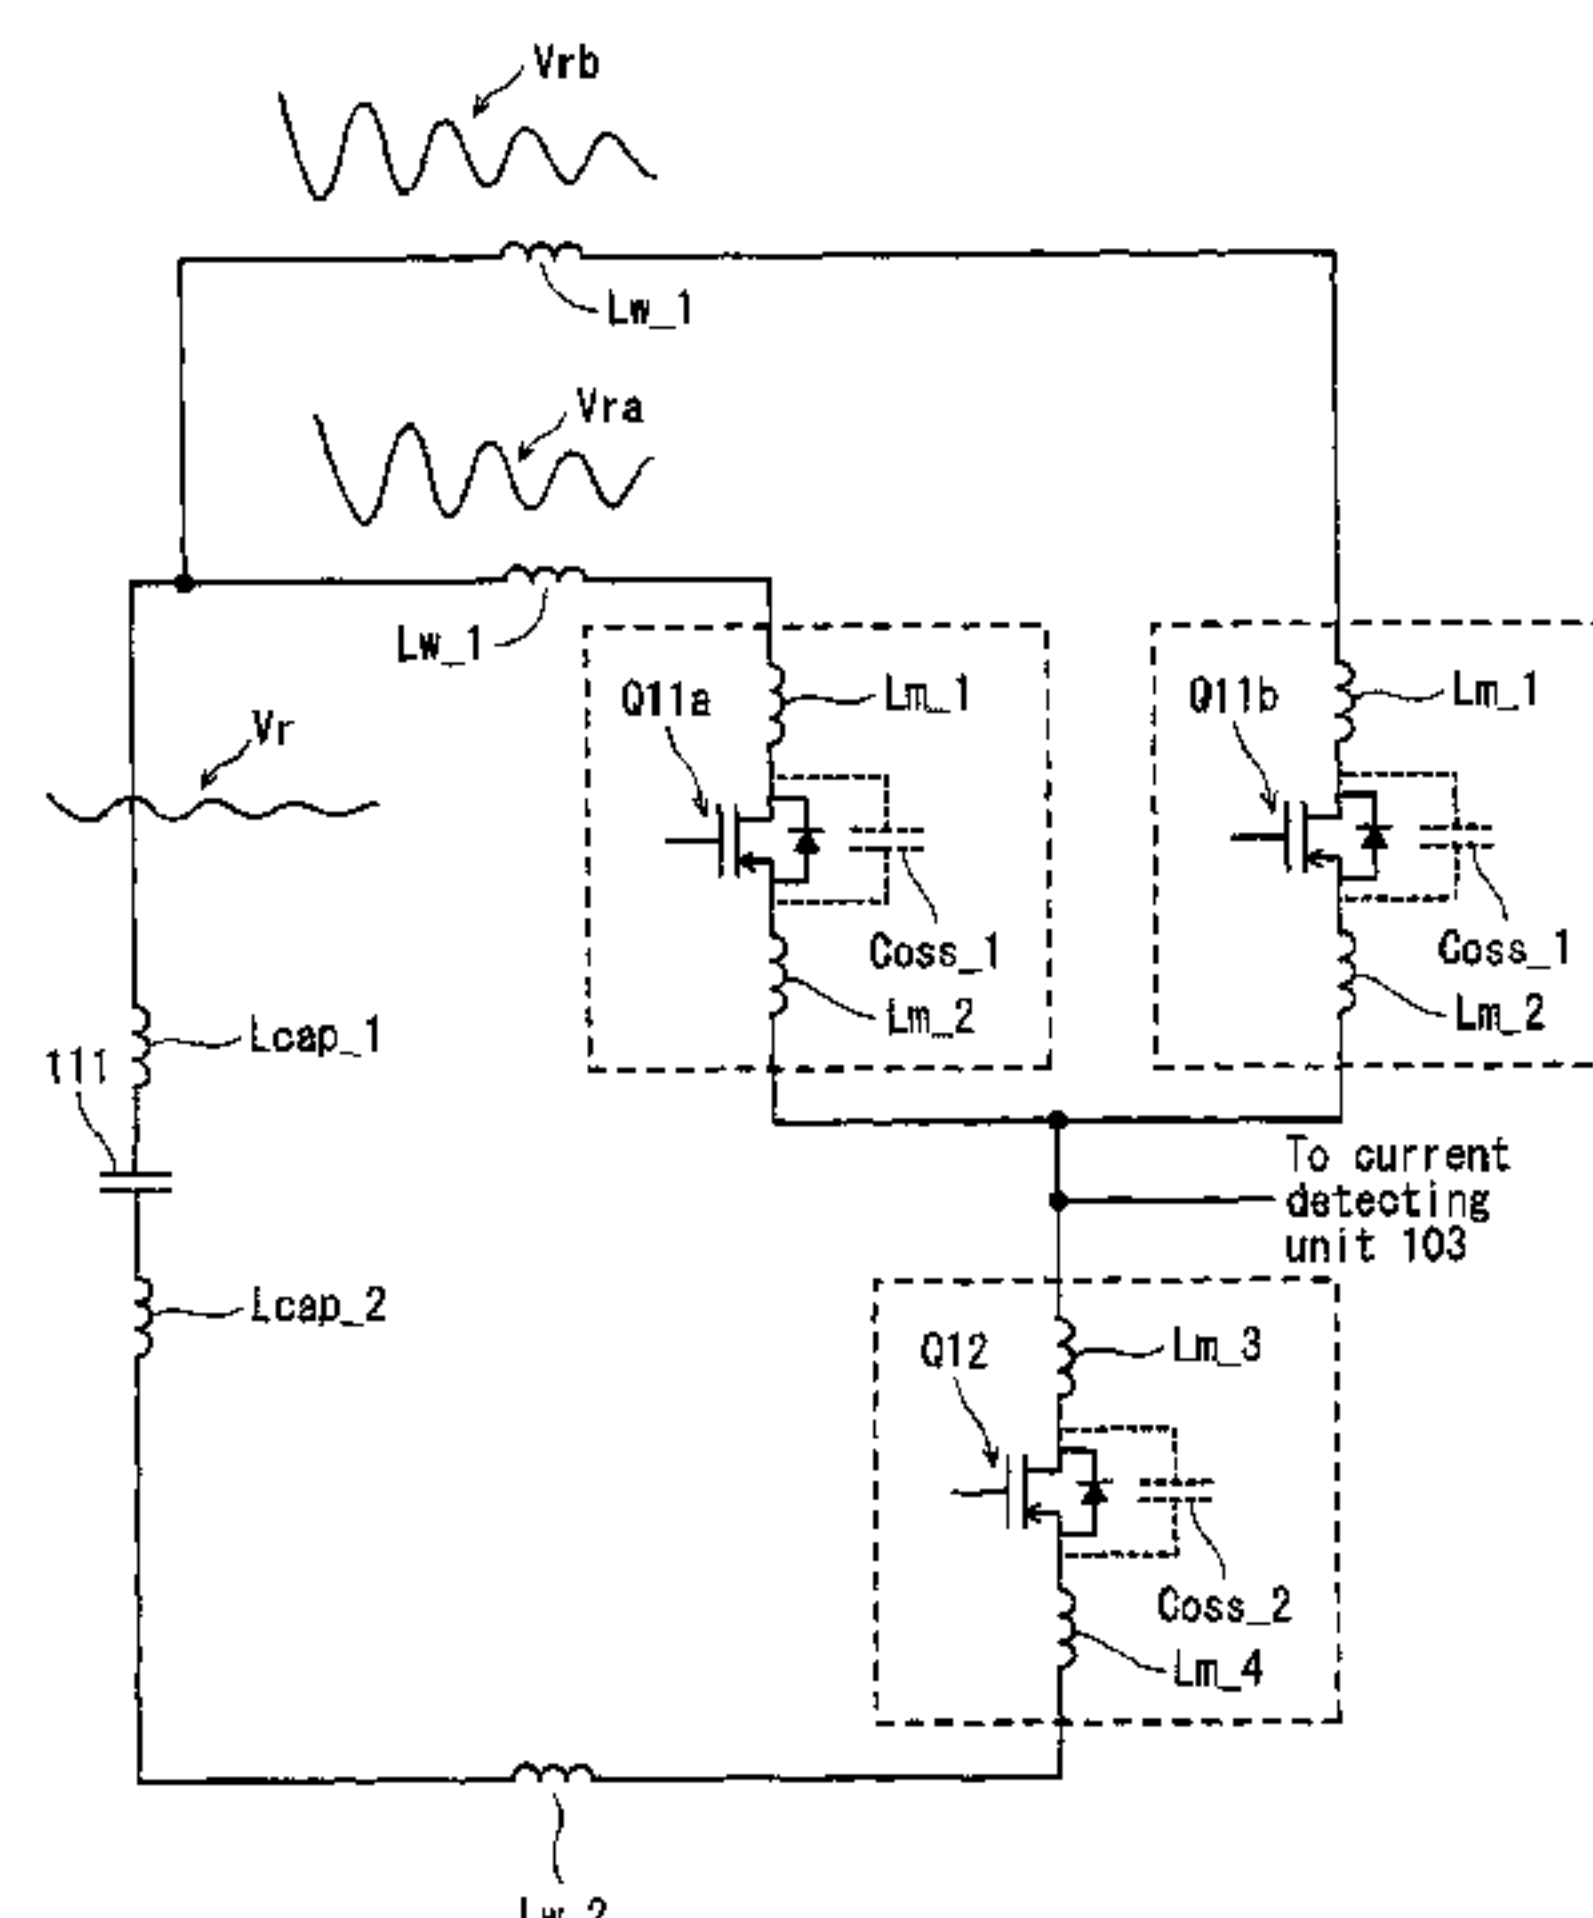 Vrb
Lw_1
Vra
Lw_1
Q11a
Lm_1
Q11b
Lm_1
Vr
Coss_1
Coss_1
Lm_2
Lm_2
Lcap_1
111
To current
detecting
unit 103
Lcap_2
Q12
Lm_3
Coss_2
Lm_4
Lw_2